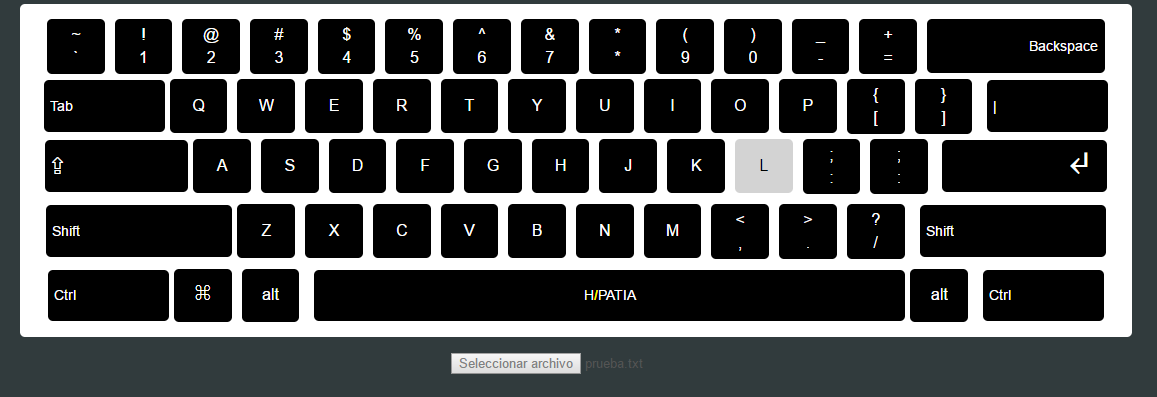 ~ ! @ # $ % ^ & * ( ) _ +
` 1 2 3 4 5 6 7 * 9 0 - = Backspace
Tab Q W E R T Y U I O P { } |
[ ]
⇪ A S D F G H J K L ; ; ↵
: :
Shift Z X C V B N M < > ? Shift
, . /
Ctrl ⌘ alt H/PATIA alt Ctrl
Seleccionar archivo prueba.txt